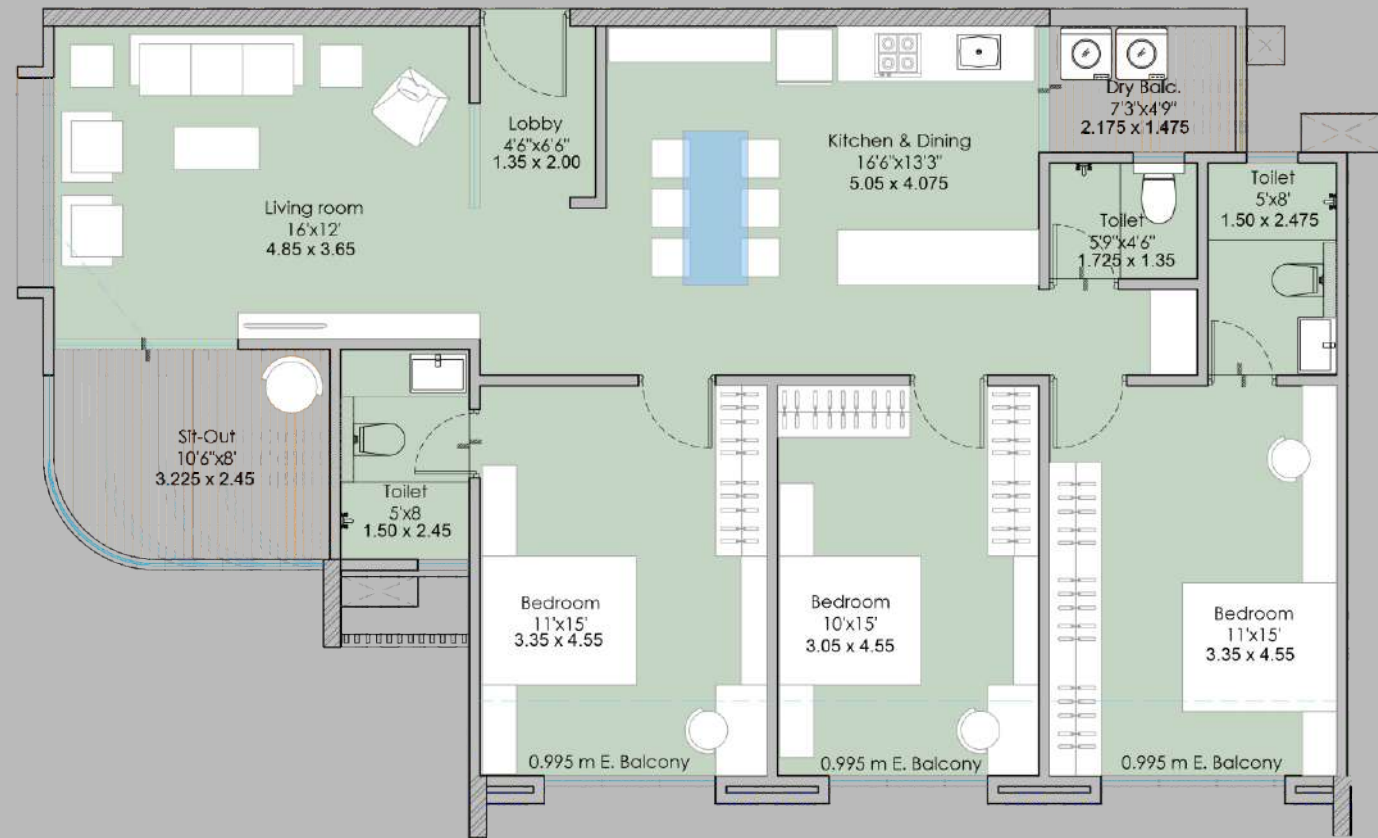 Lobby
4'6"x6'6"
1.35 x 2.00
Kitchen & Dining
16'6"x13'3"
5.05 x 4.075
Dry Balc.
7'3"x4'9"
2.175 x 1.475
Living room
16'x12'
4.85 x 3.65
Toilet
5'9"x4'6"
1.725 x 1.35
Toilet
5'x8'
1.50 x 2.475
Sit-Out
10'6"x8'
3.225 x 2.45
Toilet
5'x8
1.50 x 2.45
Bedroom
11'x15'
3.35 x 4.55
Bedroom
10'x15'
3.05 x 4.55
Bedroom
11'x15'
3.35 x 4.55
0.995 m E. Balcony
0.995 m E. Balcony
0.995 m E. Balcony